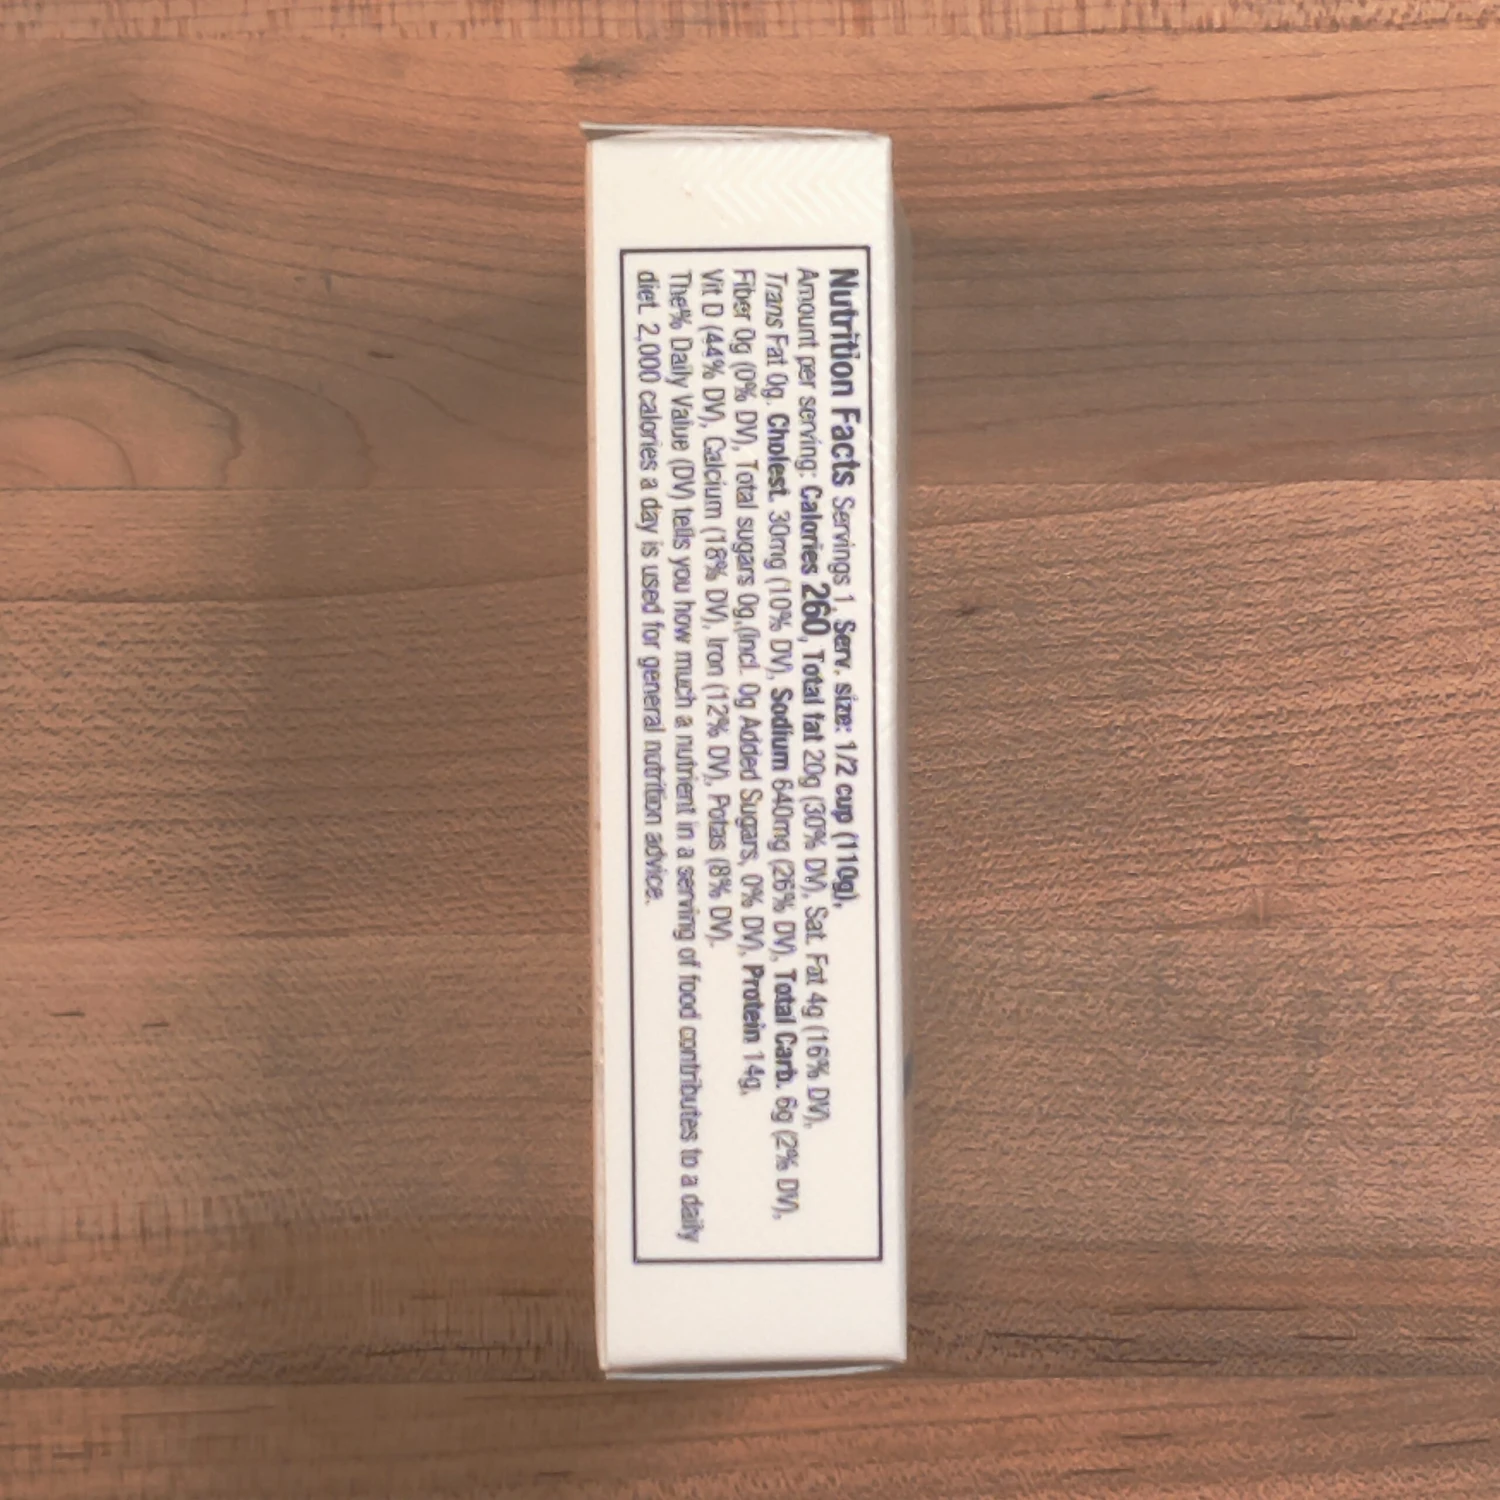 Nutrition Facts Servings 1, Serv. size: 1/2 cup (110g),
Amount per serving: Calories 260, Total fat 20g (30% DV), Sat. Fat 4g (16% DV),
Trans Fat 0g. Cholest. 30mg (10% DV), Sodium 640mg (26% DV), Total Carb. 6g (2% DV),
Fiber 0g (0% DV), Total sugars 0g,(Incl. 0g Added Sugars, 0% DV), Protein 14g,
Vit D (44% DV), Calcium (18% DV), Iron (12% DV), Potas (8% DV).
The% Daily Value (DV) tells you how much a nutrient in a serving of food contributes to a daily
diet. 2,000 calories a day is used for general nutrition advice.